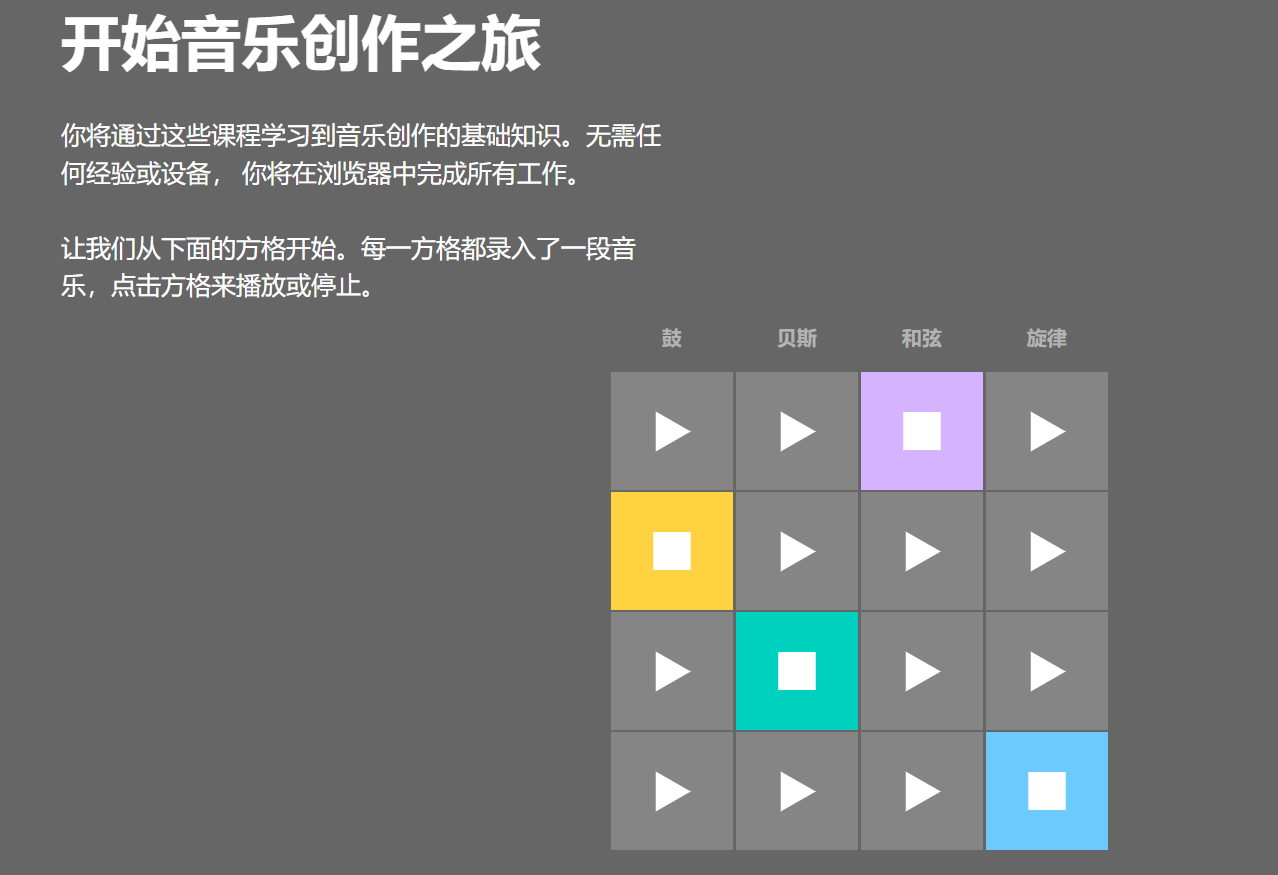 开始音乐创作之旅
你将通过这些课程学习到音乐创作的基础知识。无需任
何经验或设备， 你将在浏览器中完成所有工作。
让我们从下面的方格开始。每一方格都录入了一段音
乐，点击方格来播放或停止。
鼓 贝斯 和弦 旋律